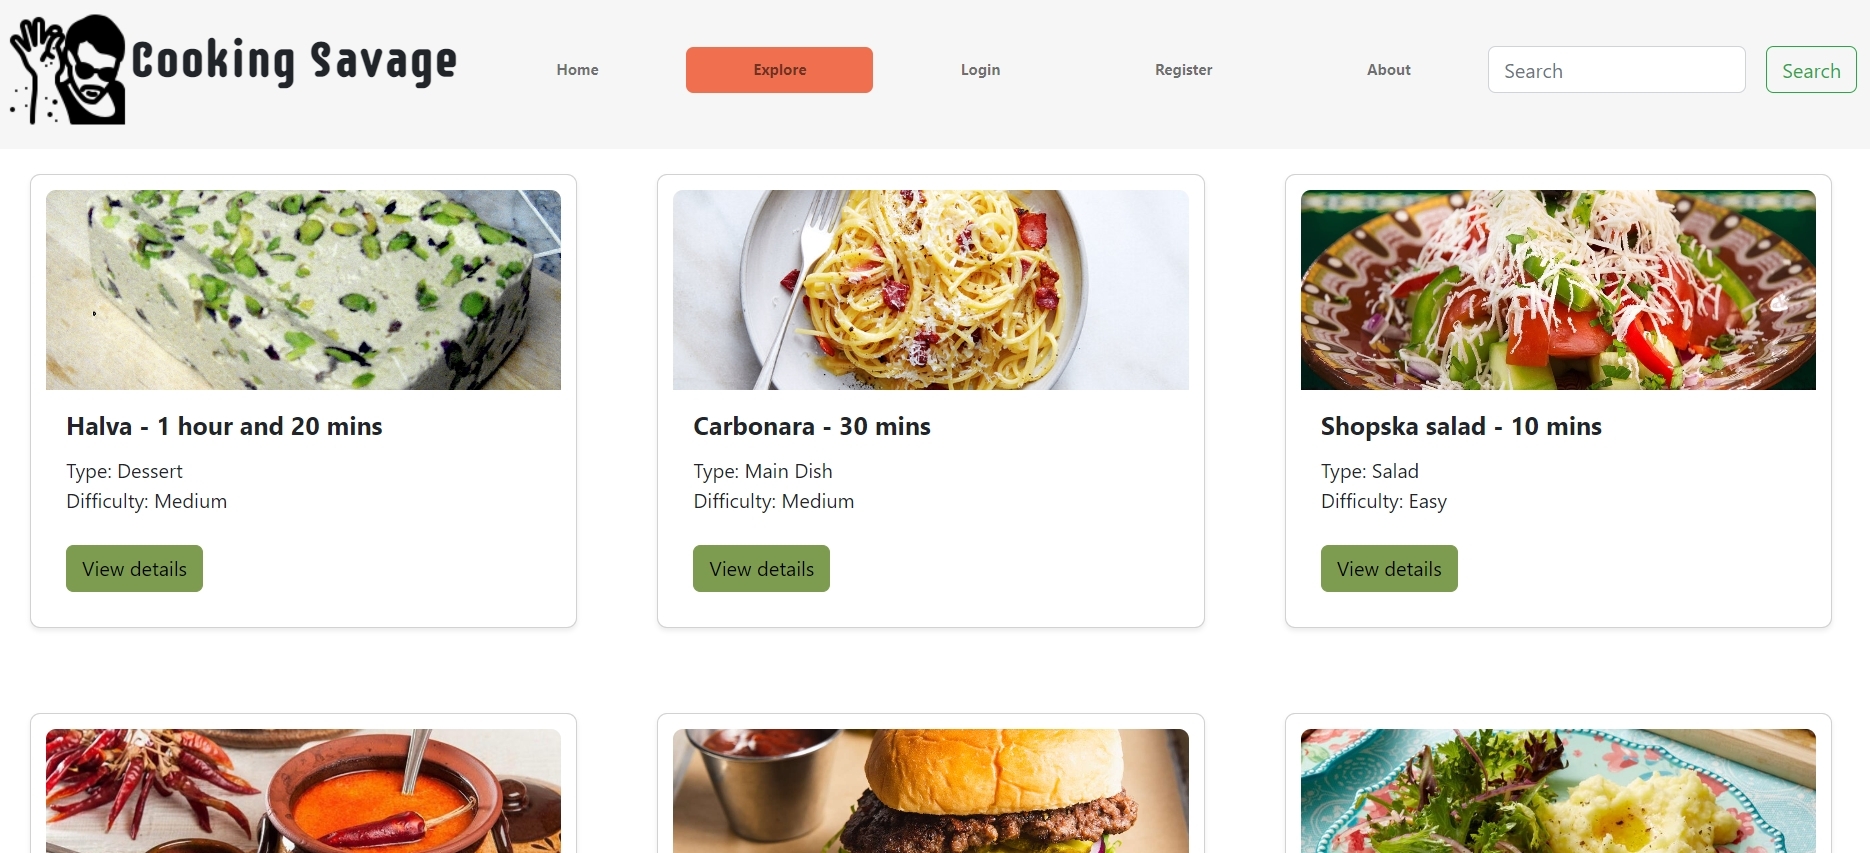 Cooking Savage
Home
Explore
Login
Register
About
Search
Search
Halva - 1 hour and 20 mins
Type: Dessert
Difficulty: Medium
View details
Carbonara - 30 mins
Type: Main Dish
Difficulty: Medium
View details
Shopska salad - 10 mins
Type: Salad
Difficulty: Easy
View details